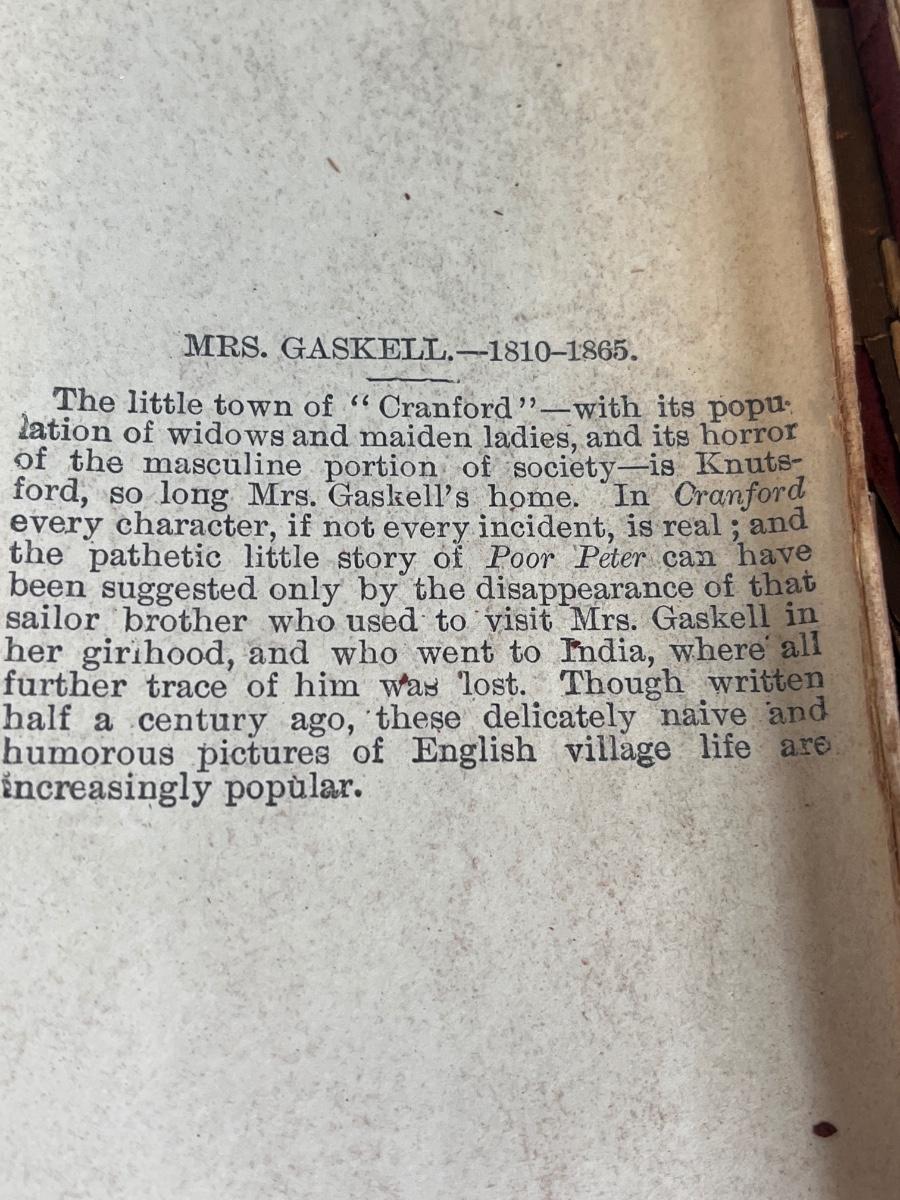 MRS. GASKELL.—1810–1865.
The little town of “Cranford”—with its popu-
lation of widows and maiden ladies, and its horror
of the masculine portion of society—is Knuts-
ford, so long Mrs. Gaskell's home. In Cranford
every character, if not every incident, is real; and
the pathetic little story of Poor Peter can have
been suggested only by the disappearance of that
sailor brother who used to visit Mrs. Gaskell in
her girlhood, and who went to India, where all
further trace of him was lost. Though written
half a century ago, these delicately naive and
humorous pictures of English village life are
increasingly popular.